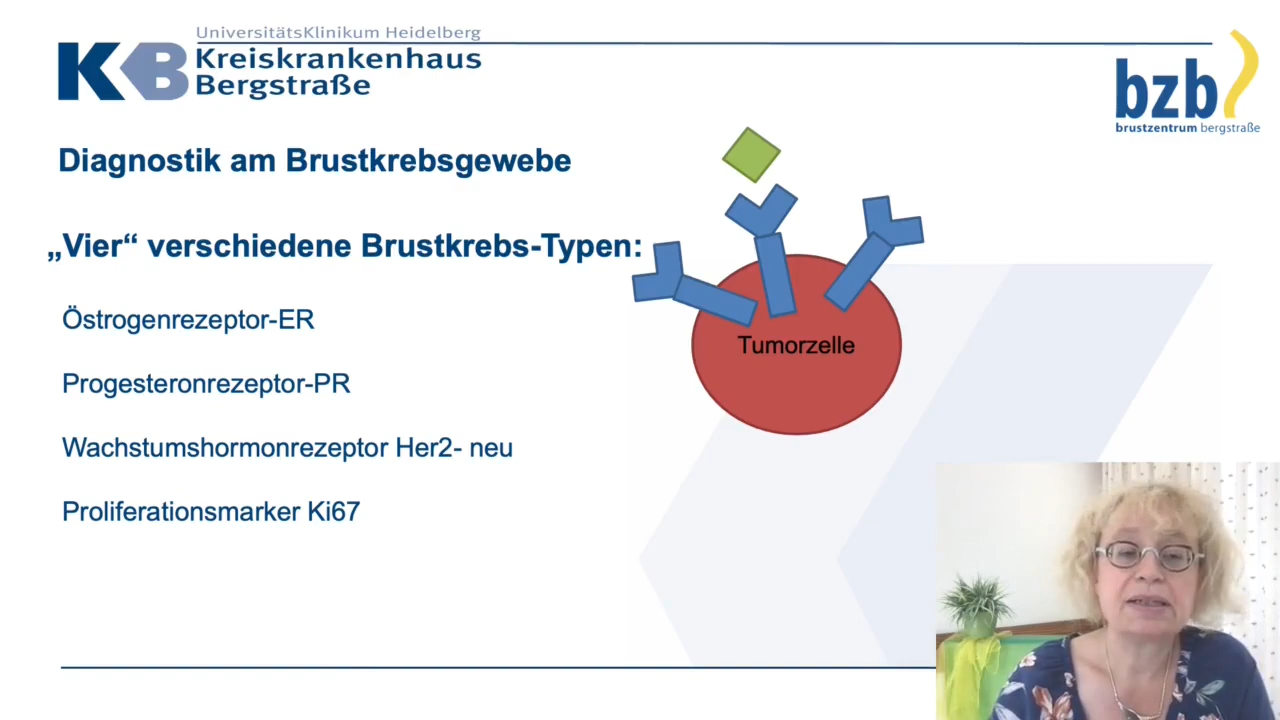 UniversitätsKlinikum Heidelberg
KB Kreiskrankenhaus
Bergstraße
bzb
brustzentrum bergstraße
Diagnostik am Brustkrebsgewebe
„Vier“ verschiedene Brustkrebs-Typen:
Östrogenrezeptor-ER
Progesteronrezeptor-PR
Wachstumshormonrezeptor Her2- neu
Proliferationsmarker Ki67
Tumorzelle